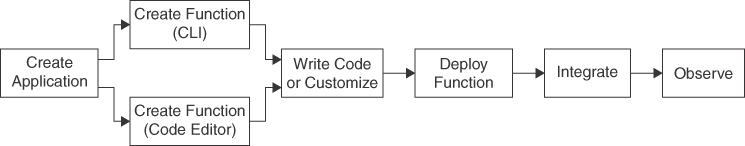 Create
Application
Create Function
(CLI)
Create Function
(Code Editor)
Write Code
or Customize
Deploy
Function
Integrate
Observe